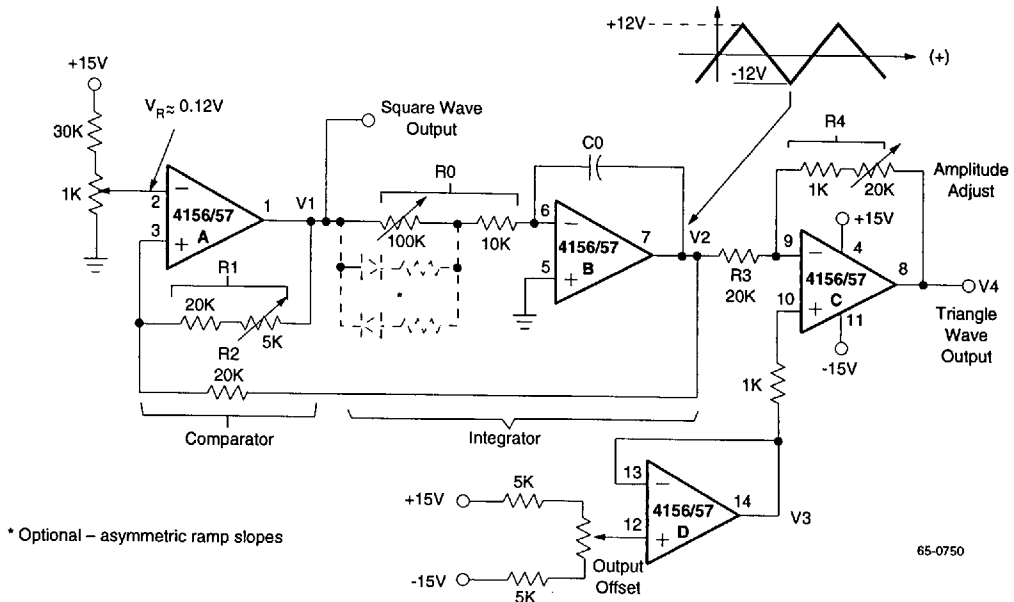 +12V
(+)
-12V
+15V
VR ≈ 0.12V
Square Wave
Output
30K
1K
2
3
4156/57
A
−
+
1
V1
R0
100K
10K
C0
6
5
4156/57
B
−
+
7
V2
R4
1K
20K
Amplitude
Adjust
+15V
4
R3
20K
9
10
4156/57
C
−
+
8
11
-15V
V4
Triangle
Wave
Output
R1
20K
5K
R2
20K
*
1K
Comparator
Integrator
+15V
5K
13
12
4156/57
D
−
+
14
V3
Output
Offset
-15V
5K
* Optional – asymmetric ramp slopes
65-0750